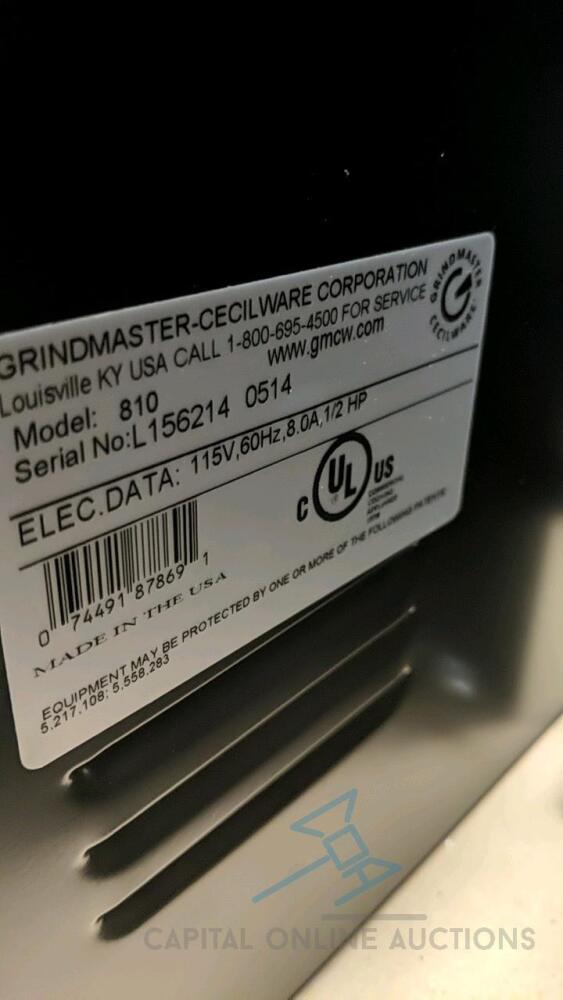 GRINDMASTER-CECILWARE CORPORATION
Louisville KY USA CALL 1-800-695-4500 FOR SERVICE
www.gmcw.com
GRINDMASTER
CECILWARE
Model: 810
Serial No:L156214 0514
ELEC.DATA: 115V,60Hz,8.0A,1/2 HP
C UL US
COMMERCIAL
COOKING
APPLIANCE
0 74491 87869 1
MADE IN THE USA
EQUIPMENT MAY BE PROTECTED BY ONE OR MORE OF THE FOLLOWING PATENTS:
5.217.108; 5.558.283
CAPITAL ONLINE AUCTIONS